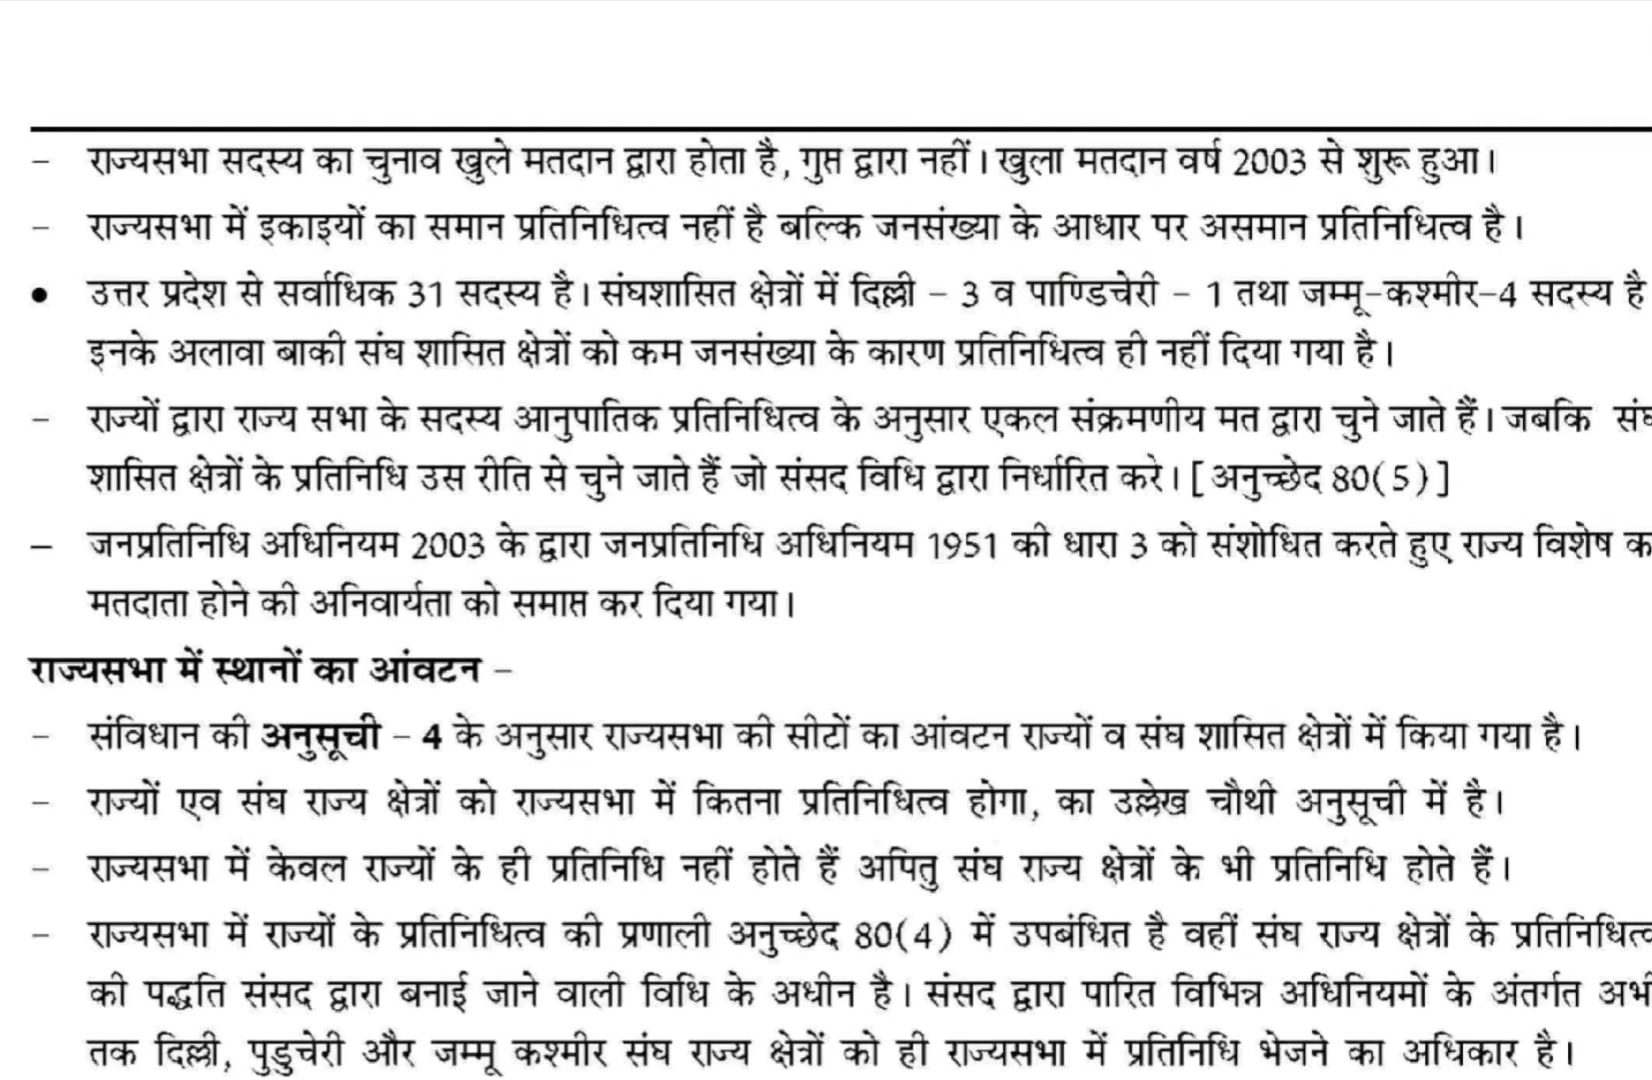 – राज्यसभा सदस्य का चुनाव खुले मतदान द्वारा होता है, गुप्त द्वारा नहीं। खुला मतदान वर्ष 2003 से शुरू हुआ।
– राज्यसभा में इकाइयों का समान प्रतिनिधित्व नहीं है बल्कि जनसंख्या के आधार पर असमान प्रतिनिधित्व है।
● उत्तर प्रदेश से सर्वाधिक 31 सदस्य है। संघशासित क्षेत्रों में दिल्ली – 3 व पाण्डिचेरी – 1 तथा जम्मू-कश्मीर-4 सदस्य है
इनके अलावा बाकी संघ शासित क्षेत्रों को कम जनसंख्या के कारण प्रतिनिधित्व ही नहीं दिया गया है।
– राज्यों द्वारा राज्य सभा के सदस्य आनुपातिक प्रतिनिधित्व के अनुसार एकल संक्रमणीय मत द्वारा चुने जाते हैं। जबकि
शासित क्षेत्रों के प्रतिनिधि उस रीति से चुने जाते हैं जो संसद विधि द्वारा निर्धारित करे। [अनुच्छेद 80(5)]
– जनप्रतिनिधि अधिनियम 2003 के द्वारा जनप्रतिनिधि अधिनियम 1951 की धारा 3 को संशोधित करते हुए राज्य विशेष
मतदाता होने की अनिवार्यता को समाप्त कर दिया गया।
राज्यसभा में स्थानों का आंवटन –
– संविधान की अनुसूची – 4 के अनुसार राज्यसभा की सीटों का आंवटन राज्यों व संघ शासित क्षेत्रों में किया गया है।
– राज्यों एव संघ राज्य क्षेत्रों को राज्यसभा में कितना प्रतिनिधित्व होगा, का उल्लेख चौथी अनुसूची में है।
– राज्यसभा में केवल राज्यों के ही प्रतिनिधि नहीं होते हैं अपितु संघ राज्य क्षेत्रों के भी प्रतिनिधि होते हैं।
– राज्यसभा में राज्यों के प्रतिनिधित्व की प्रणाली अनुच्छेद 80(4) में उपबंधित है वहीं संघ राज्य क्षेत्रों के प्रतिनिधित्व
की पद्धति संसद द्वारा बनाई जाने वाली विधि के अधीन है। संसद द्वारा पारित विभिन्न अधिनियमों के अंतर्गत
तक दिल्ली, पुडुचेरी और जम्मू कश्मीर संघ राज्य क्षेत्रों को ही राज्यसभा में प्रतिनिधि भेजने का अधिकार है।